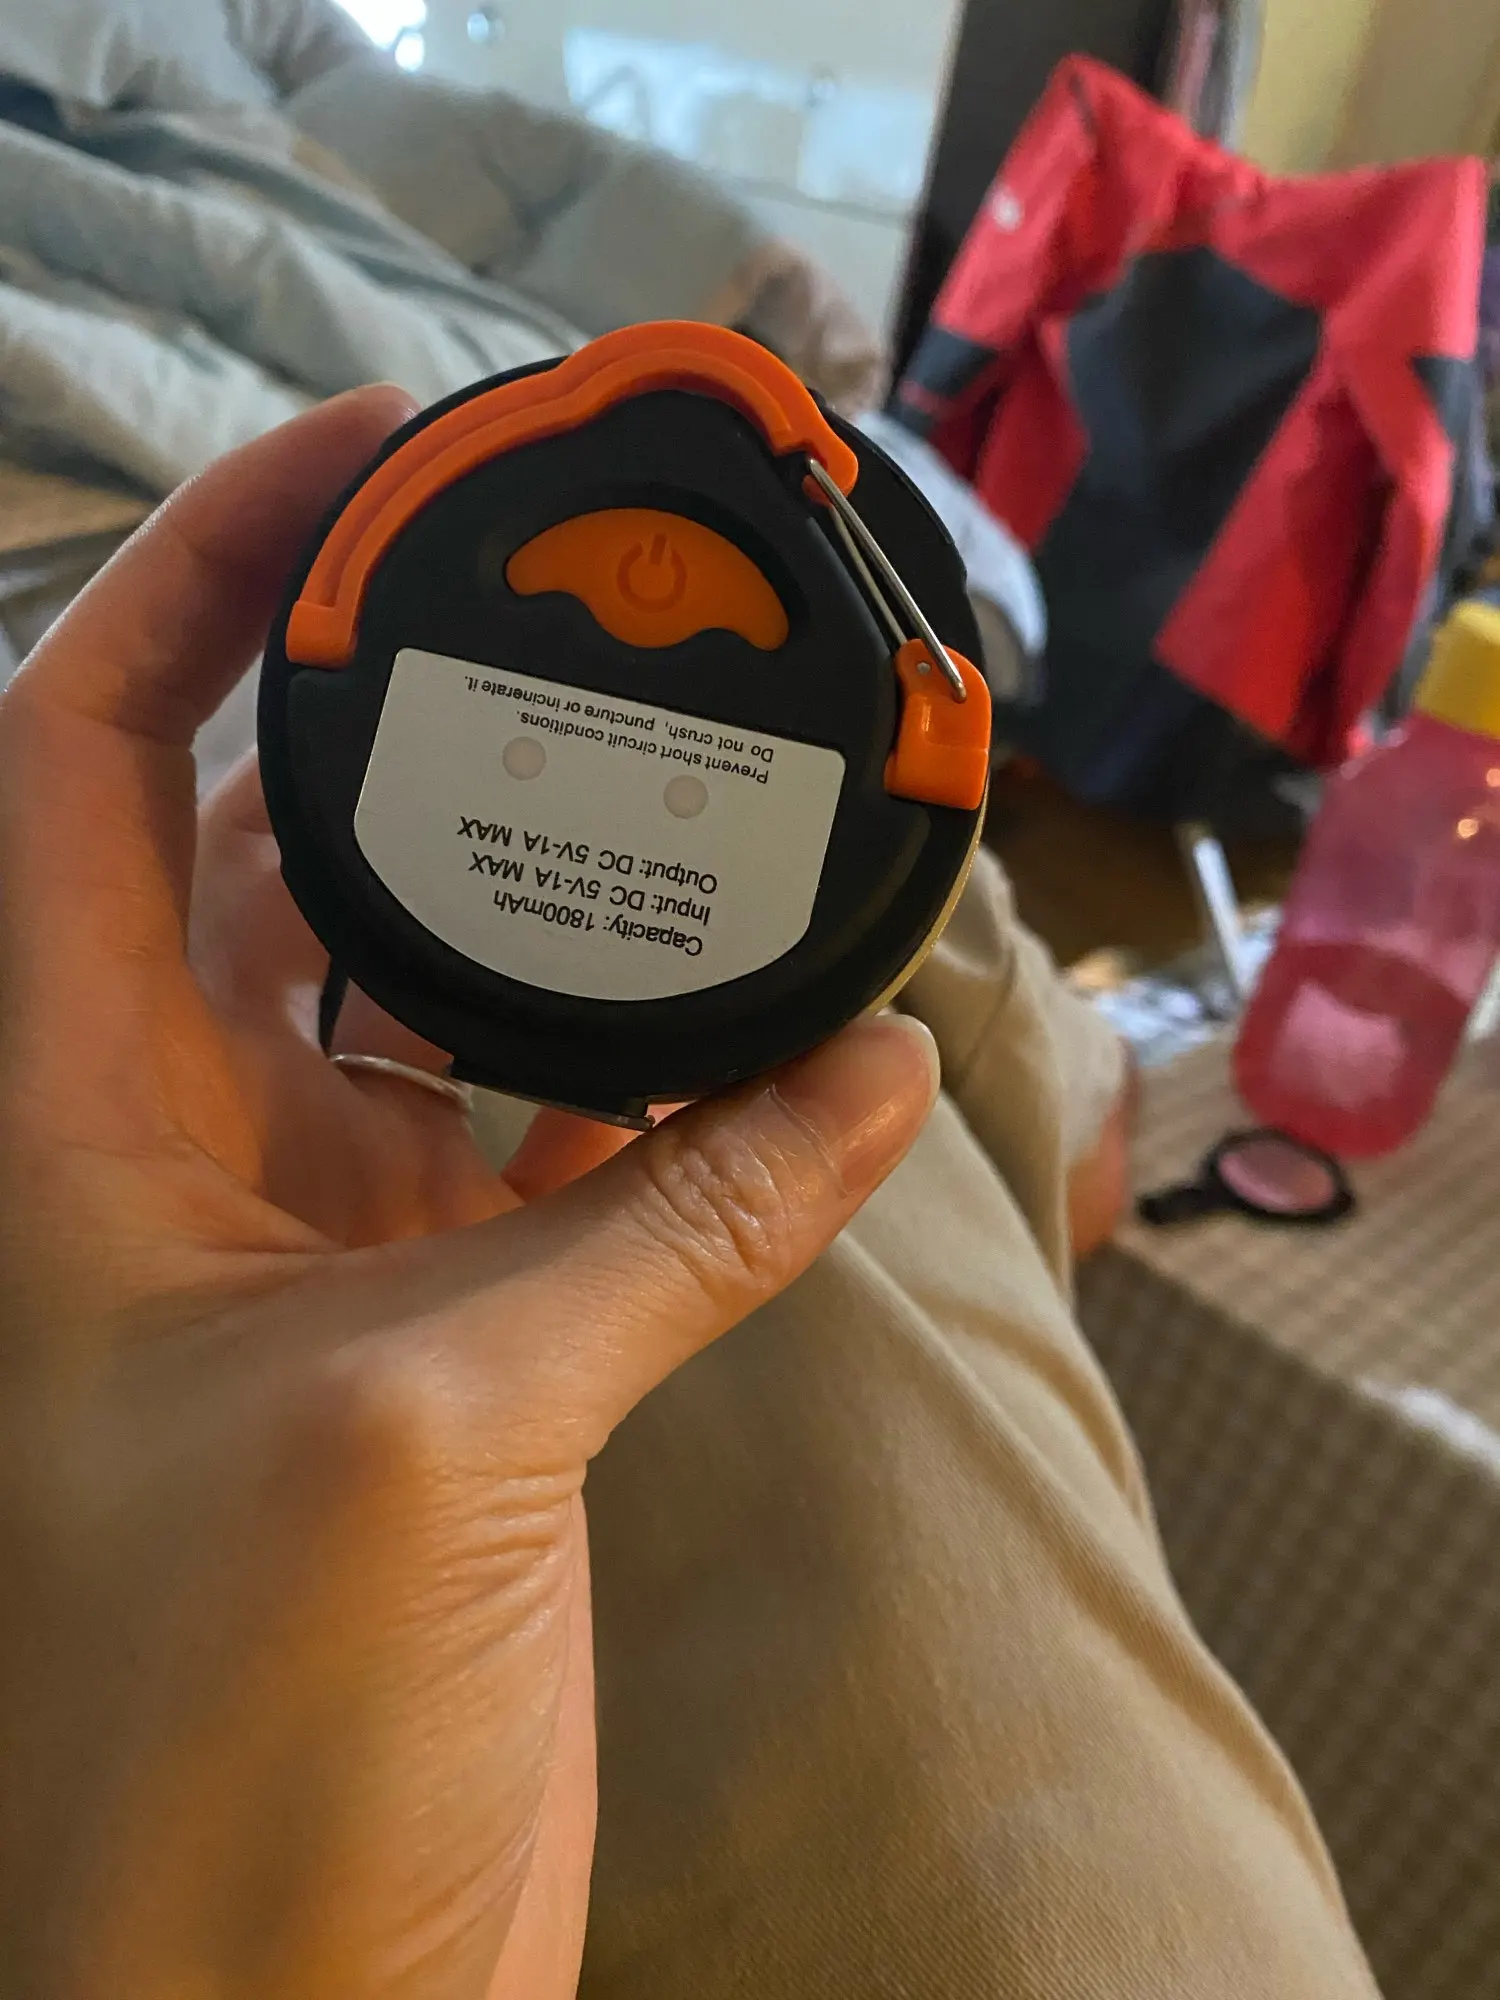 Capacity: 1800mAh
Input: DC 5V-1A MAX
Output: DC 5V-1A MAX
Prevent short circuit conditions.
Do not crush, puncture or incinerate it.